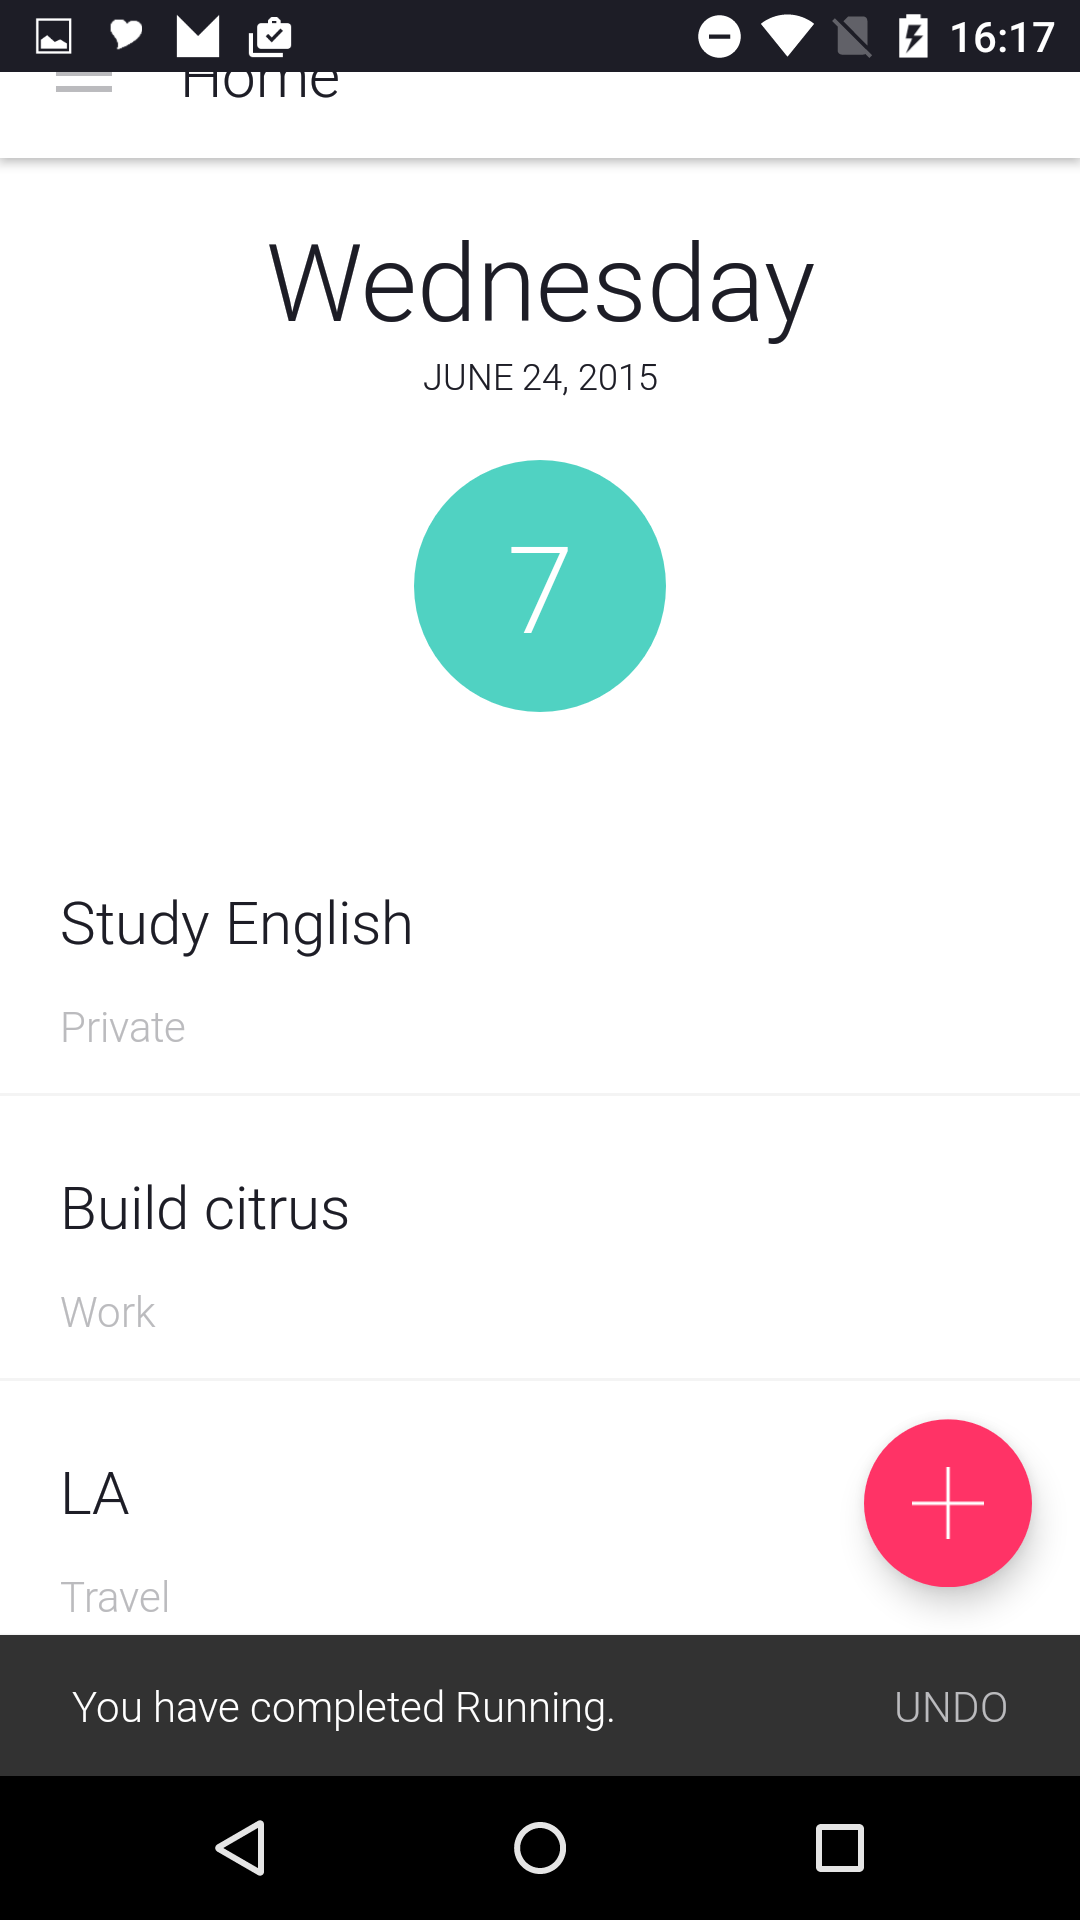 16:17
Home
Wednesday
JUNE 24, 2015
7
Study English
Private
Build citrus
Work
LA
Travel
You have completed Running. UNDO